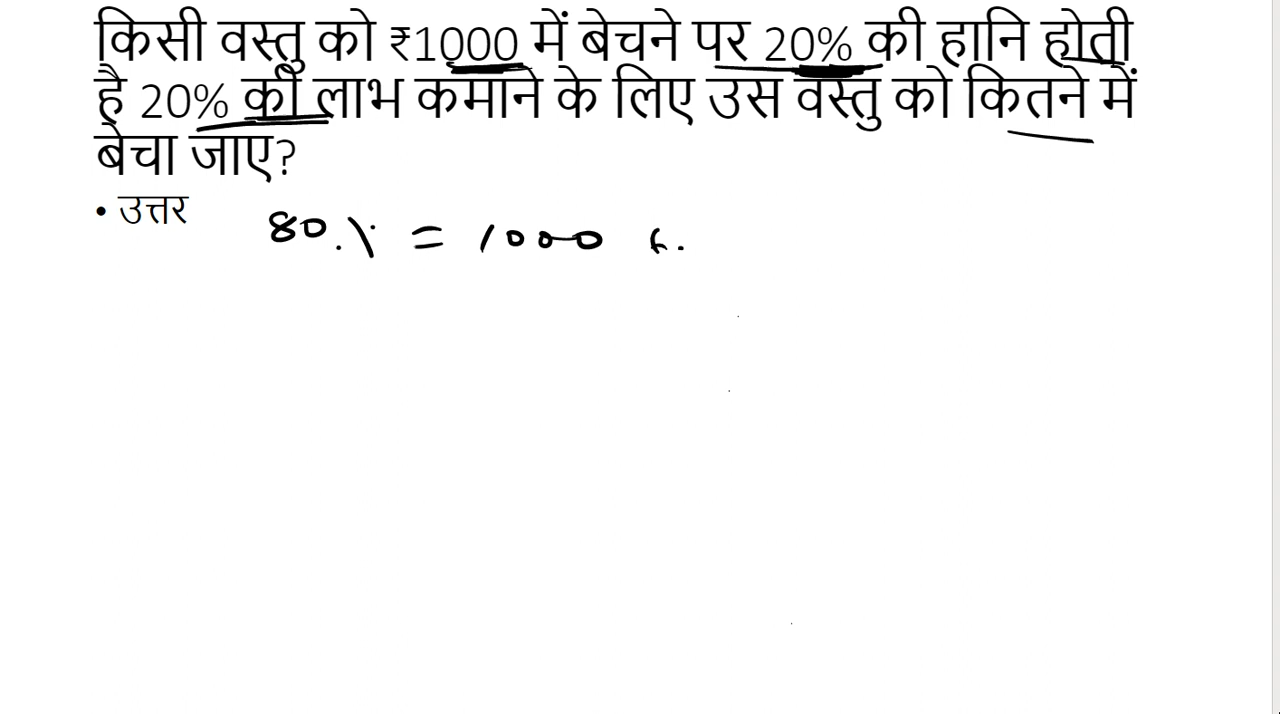 किसी वस्तु को ₹1000 में बेचने पर 20% की हानि होती
है 20% की लाभ कमाने के लिए उस वस्तु को कितने में
बेचा जाए?
• उत्तर 80% = 1000